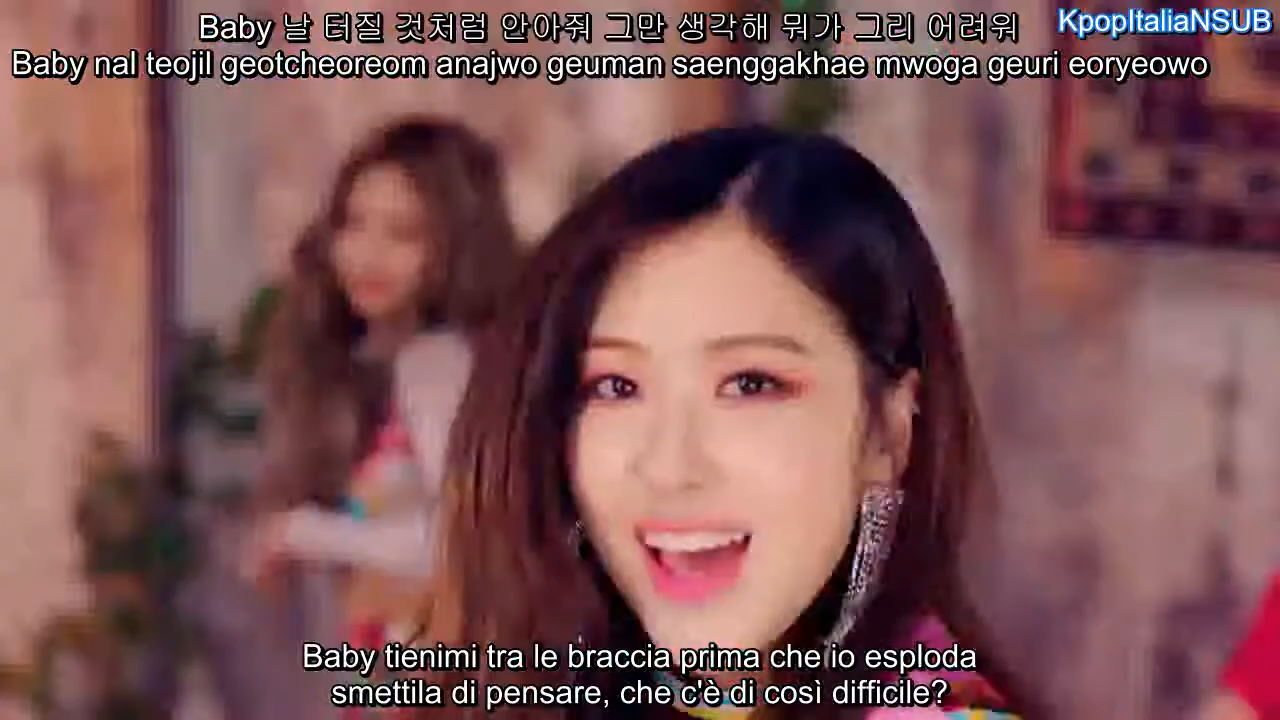 Baby 날 터질 것처럼 안아줘 그만 생각해 뭐가 그리 어려워
KpopItaliaNSUB
Baby nal teojil geotcheoreom anajwo geuman saenggakhae mwoga geuri eoryeowo
Baby tienimi tra le braccia prima che io esploda
smettila di pensare, che c'è di così difficile?